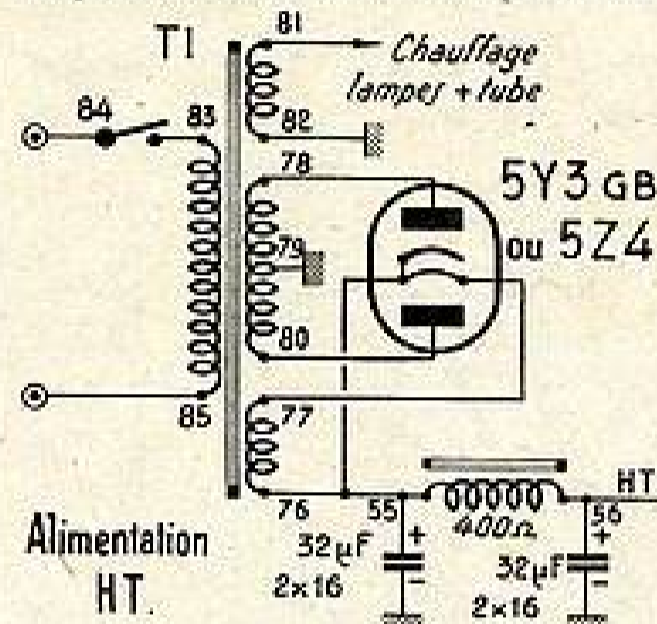 T1
81
Chauffage
lampes + tube
84
83
82
78
5Y3 GB
ou 5Z4
79
80
85
77
76
55
400Ω
HT
56
Alimentation
HT.
32µF
2x16
+
-
32µF
2x16
+
-